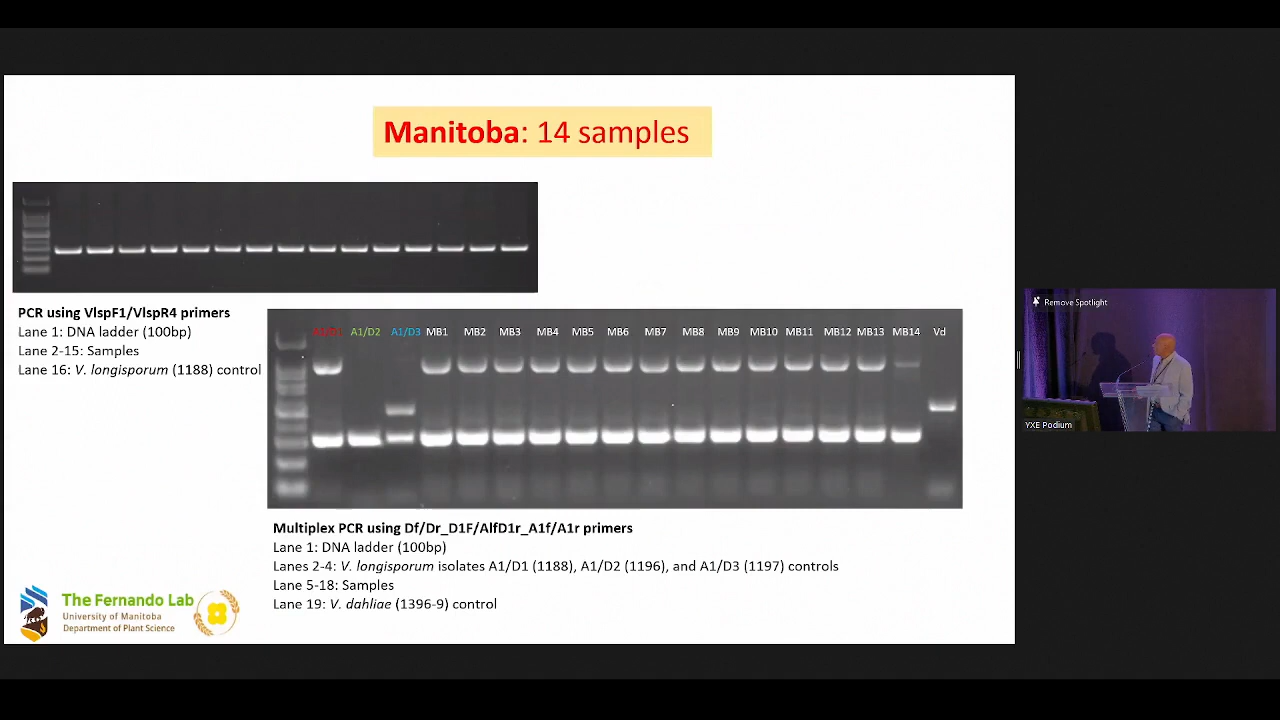 Manitoba: 14 samples
PCR using VlspF1/VlspR4 primers
Lane 1: DNA ladder (100bp)
Lane 2-15: Samples
Lane 16: V. longisporum (1188) control
A1/D1 A1/D2 A1/D3 MB1 MB2 MB3 MB4 MB5 MB6 MB7 MB8 MB9 MB10 MB11 MB12 MB13 MB14 Vd
Multiplex PCR using Df/Dr_D1F/AlfD1r_A1f/A1r primers
Lane 1: DNA ladder (100bp)
Lanes 2-4: V. longisporum isolates A1/D1 (1188), A1/D2 (1196), and A1/D3 (1197) controls
Lane 5-18: Samples
Lane 19: V. dahliae (1396-9) control
The Fernando Lab
University of Manitoba
Department of Plant Science
Remove Spotlight
YXE Podium